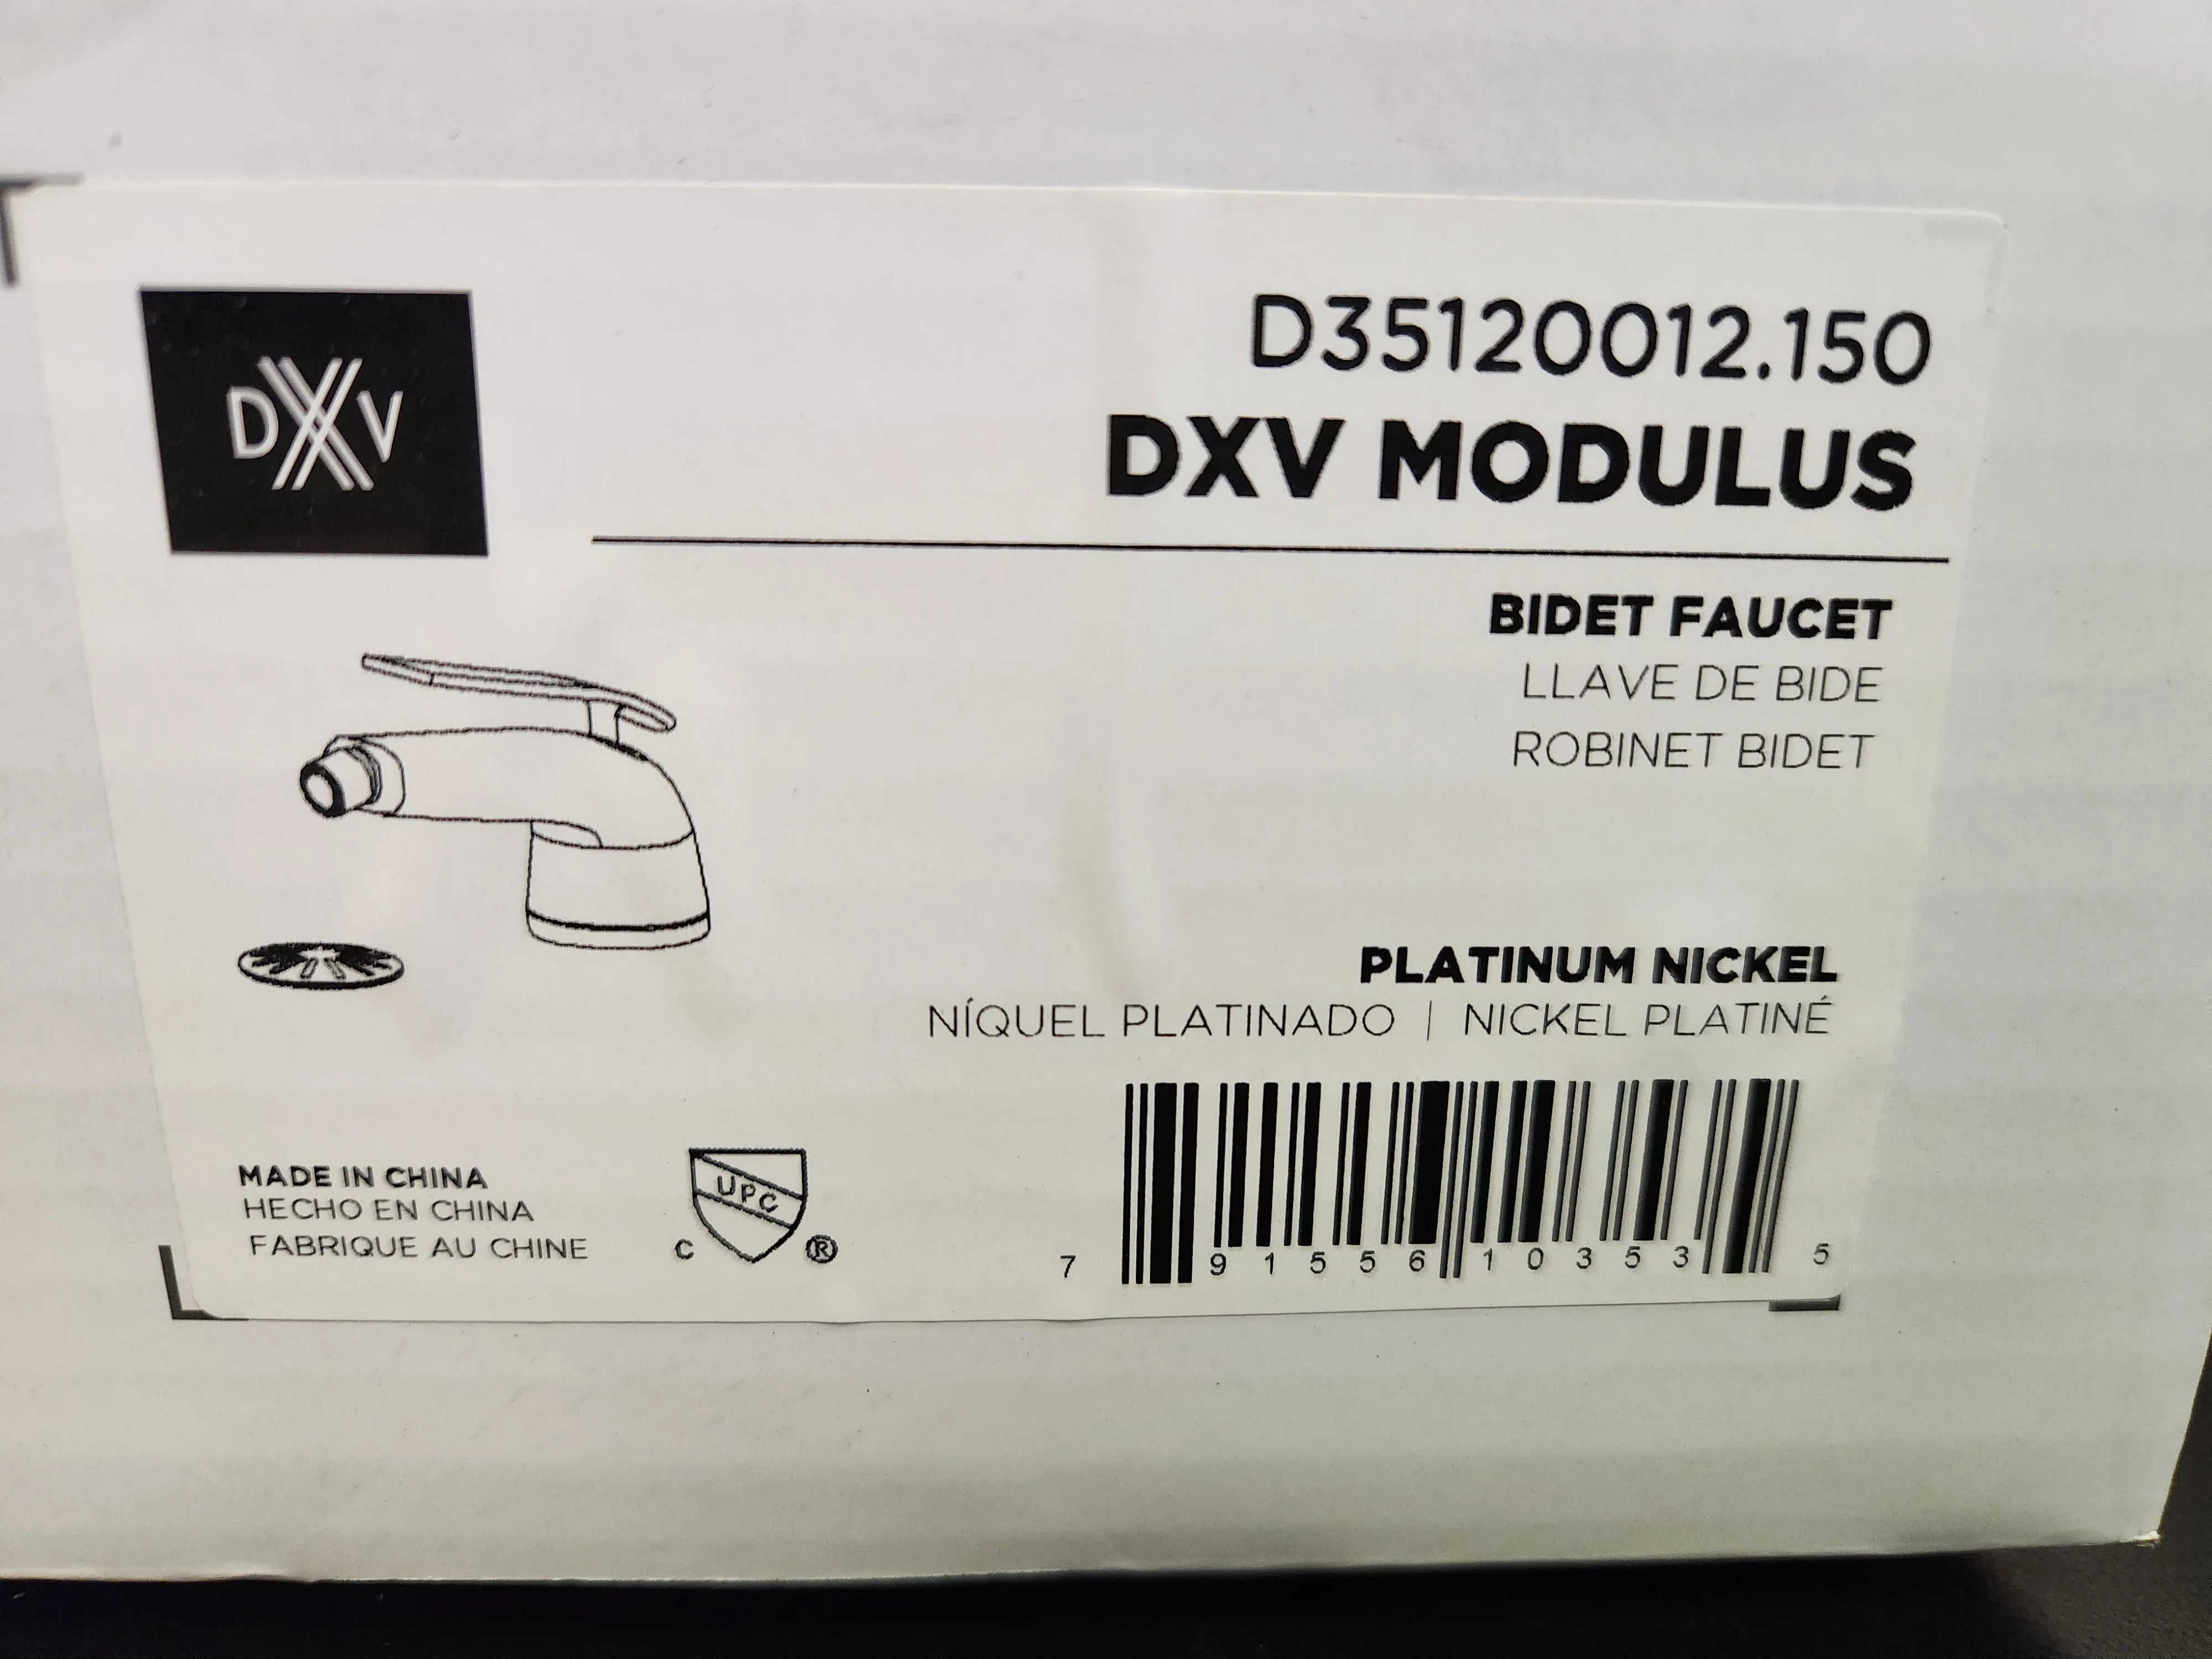 DXV
D35120012.150
DXV MODULUS
BIDET FAUCET
LLAVE DE BIDE
ROBINET BIDET
PLATINUM NICKEL
NÍQUEL PLATINADO | NICKEL PLATINÉ
MADE IN CHINA
HECHO EN CHINA
FABRIQUE AU CHINE
C UPC ®
7 91556 10353 5